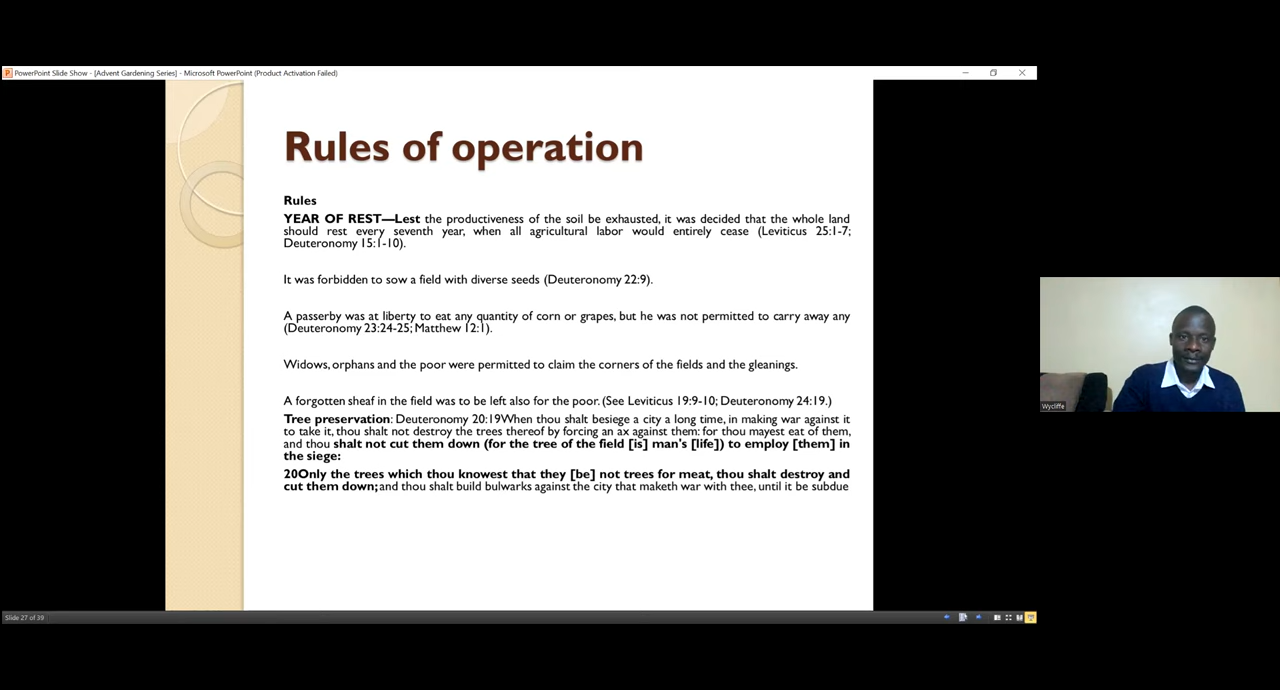 PowerPoint Slide Show - [Advent Gardening Series] - Microsoft PowerPoint (Product Activation Failed)
Rules of operation
Rules
YEAR OF REST—Lest the productiveness of the soil be exhausted, it was decided that the whole land
should rest every seventh year, when all agricultural labor would entirely cease (Leviticus 25:1-7;
Deuteronomy 15:1-10).
It was forbidden to sow a field with diverse seeds (Deuteronomy 22:9).
A passerby was at liberty to eat any quantity of corn or grapes, but he was not permitted to carry away any
(Deuteronomy 23:24-25; Matthew 12:1).
Widows, orphans and the poor were permitted to claim the corners of the fields and the gleanings.
A forgotten sheaf in the field was to be left also for the poor. (See Leviticus 19:9-10; Deuteronomy 24:19.)
Tree preservation: Deuteronomy 20:19When thou shalt besiege a city a long time, in making war against it
to take it, thou shalt not destroy the trees thereof by forcing an ax against them: for thou mayest eat of them,
and thou shalt not cut them down (for the tree of the field [is] man's [life]) to employ [them] in
the siege:
20Only the trees which thou knowest that they [be] not trees for meat, thou shalt destroy and
cut them down; and thou shalt build bulwarks against the city that maketh war with thee, until it be subdue
Wycliffe
Slide 27 of 39